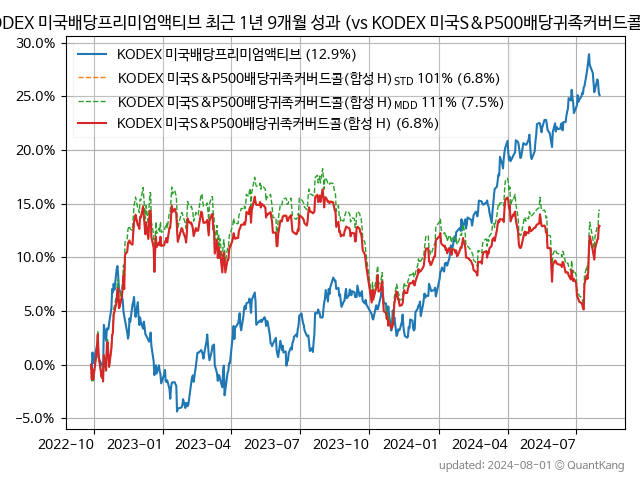 ODEX 미국배당프리미엄액티브 최근 1년 9개월 성과 (vs KODEX 미국S&P500배당귀족커버드콜
30.0%
25.0%
20.0%
15.0%
10.0%
5.0%
0.0%
−5.0%
KODEX 미국배당프리미엄액티브 (12.9%)
KODEX 미국S&P500배당귀족커버드콜(합성 H) STD 101% (6.8%)
KODEX 미국S&P500배당귀족커버드콜(합성 H) MDD 111% (7.5%)
KODEX 미국S&P500배당귀족커버드콜(합성 H) (6.8%)
2022-10 2023-01 2023-04 2023-07 2023-10 2024-01 2024-04 2024-07
updated: 2024-08-01 © QuantKang